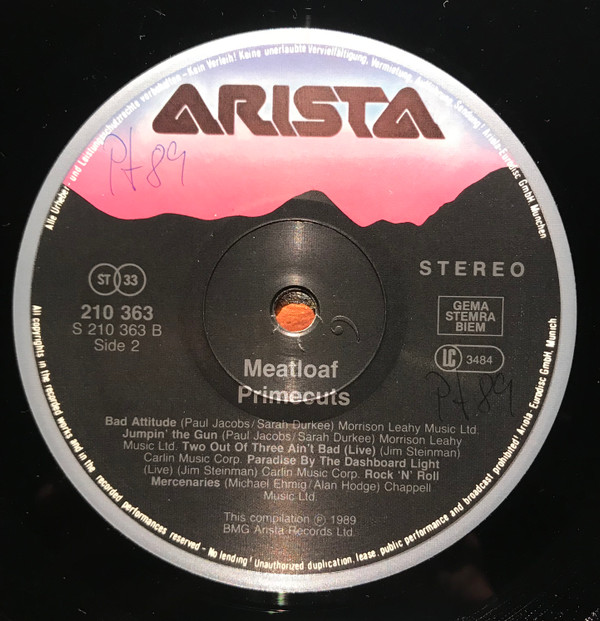 Alle Urheber- und Leistungsschutzrechte vorbehalten - Kein Verleih! Keine unerlaubte Vervielfältigung, Vermietung, Aufführung, Sendung! Ariola-Eurodisc GmbH München
ARISTA
Pf 89
STEREO
ST 33
210 363
S 210 363 B
Side 2
GEMA
STEMRA
BIEM
LC 3484
Pf 89
Meatloaf
Primecuts
Bad Attitude (Paul Jacobs/Sarah Durkee) Morrison Leahy Music Ltd.
Jumpin' the Gun (Paul Jacobs/Sarah Durkee) Morrison Leahy
Music Ltd. Two Out Of Three Ain't Bad (Live) (Jim Steinman)
Carlin Music Corp. Paradise By The Dashboard Light
(Live) (Jim Steinman) Carlin Music Corp. Rock 'N' Roll
Mercenaries (Michael Ehmig/Alan Hodge) Chappell
Music Ltd.
This compilation ℗ 1989
BMG Arista Records Ltd.
All copyrights in the recorded works and in the recorded performances reserved - No lending! Unauthorized duplication, lease, public performance and broadcast prohibited! Ariola-Eurodisc GmbH, Munich